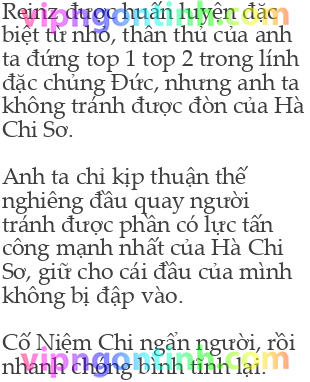 Reinz được huấn luyện đặc
biệt từ nhỏ, thân thủ của anh
ta đứng top 1 top 2 trong lính
đặc chủng Đức, nhưng anh ta
không tránh được đòn của Hà
Chi Sơ.

Anh ta chỉ kịp thuận thế
nghiêng đầu quay người
tránh được phần có lực tấn
công mạnh nhất của Hà Chi
Sơ, giữ cho cái đầu của mình
không bị đập vào.

Cố Niệm Chi ngẩn người, rồi
nhanh chóng bình tĩnh lại.
vipngontinh.com
vipngontinh.com